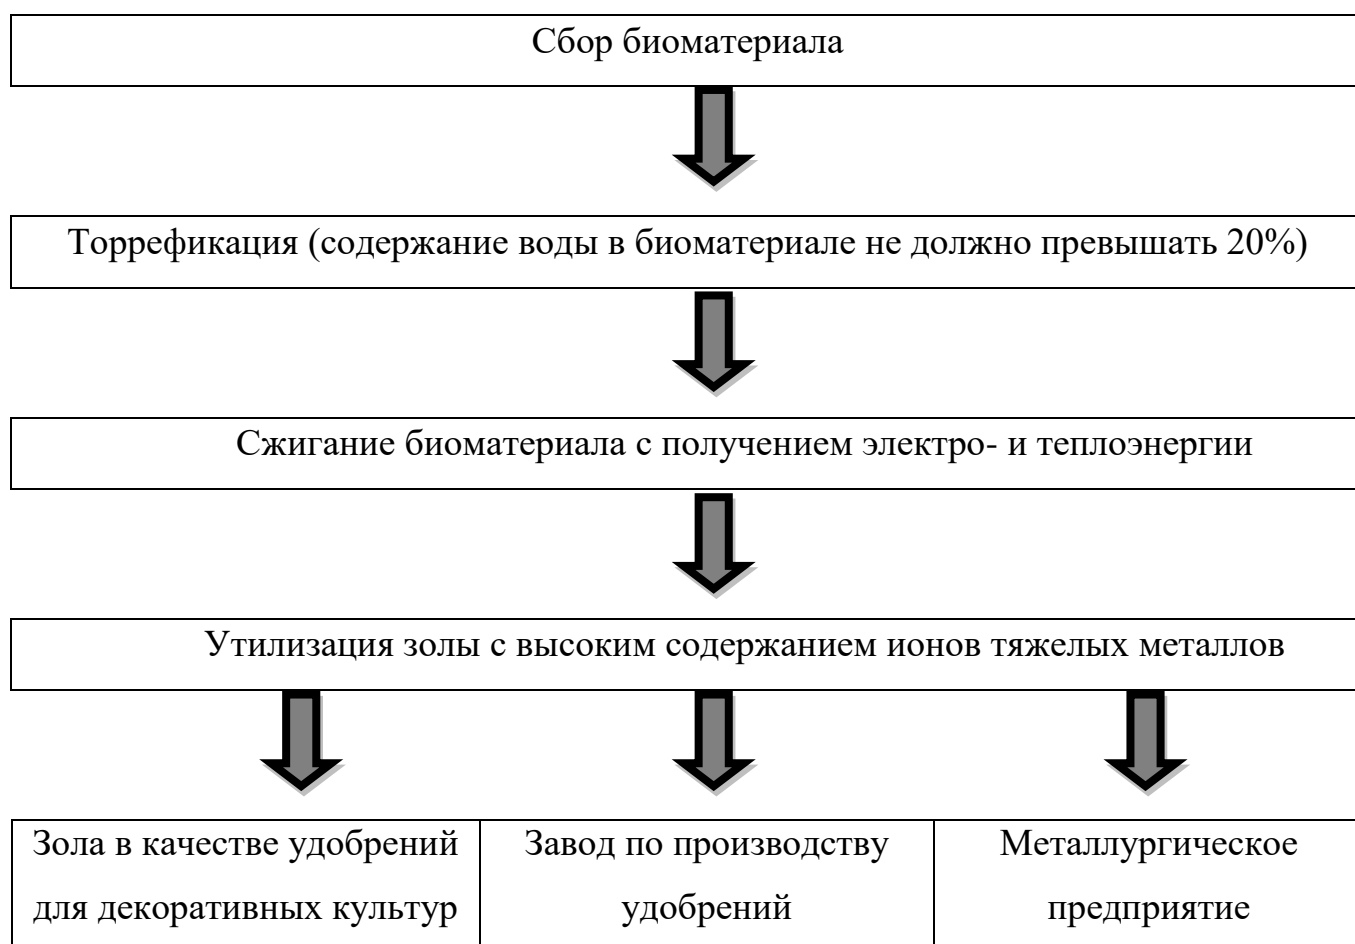 Сбор биоматериала
Торрефикация (содержание воды в биоматериале не должно превышать 20%)
Сжигание биоматериала с получением электро- и теплоэнергии
Утилизация золы с высоким содержанием ионов тяжелых металлов
Зола в качестве удобрений
для декоративных культур
Завод по производству
удобрений
Металлургическое
предприятие